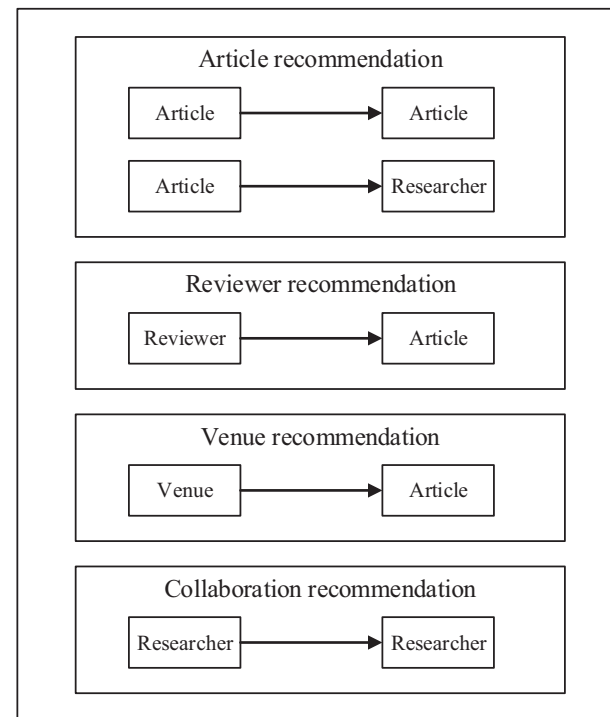 Article recommendation
Article Article
Article Researcher
Reviewer recommendation
Reviewer Article
Venue recommendation
Venue Article
Collaboration recommendation
Researcher Researcher